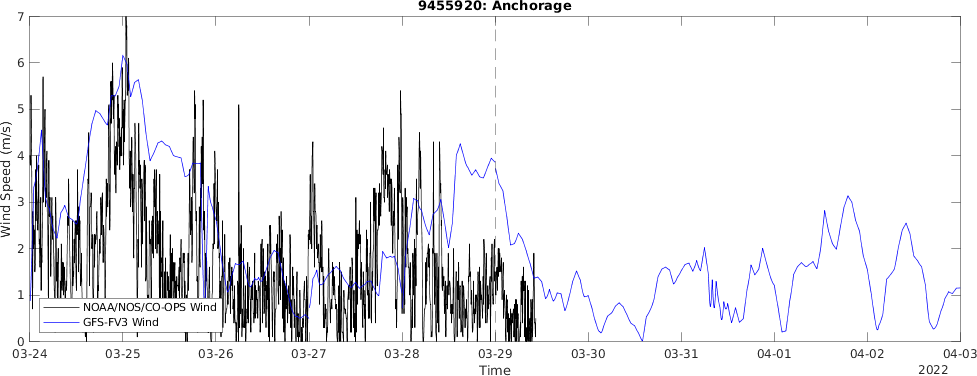 9455920: Anchorage
Wind Speed (m/s)
7
6
5
4
3
2
1
0
NOAA/NOS/CO-OPS Wind
GFS-FV3 Wind
03-24 03-25 03-26 03-27 03-28 03-29 03-30 03-31 04-01 04-02 04-03
Time
2022